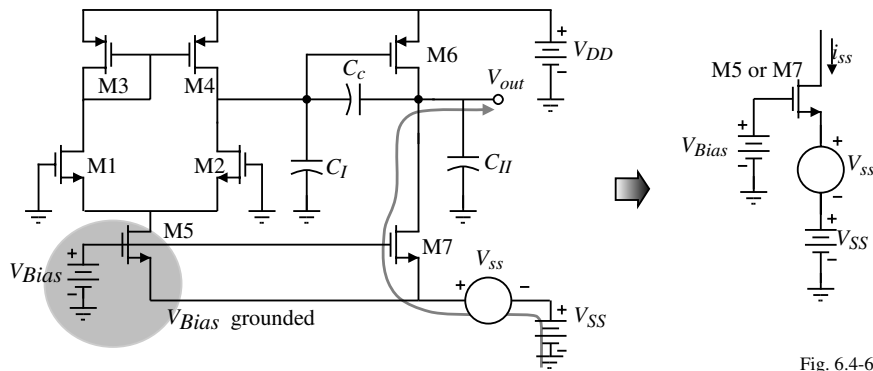 M3
M4
M6
V_DD
C_c
V_out
M5 or M7
i_ss
M1
M2
C_I
C_II
V_Bias
V_ss
M5
M7
V_Bias
V_ss
V_SS
V_Bias grounded
V_SS
Fig. 6.4-6